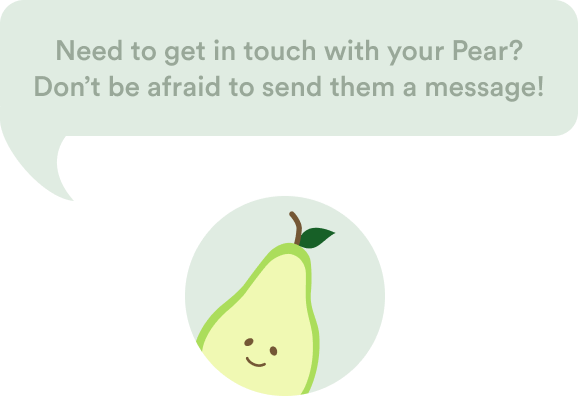 Need to get in touch with your Pear?
Don’t be afraid to send them a message!